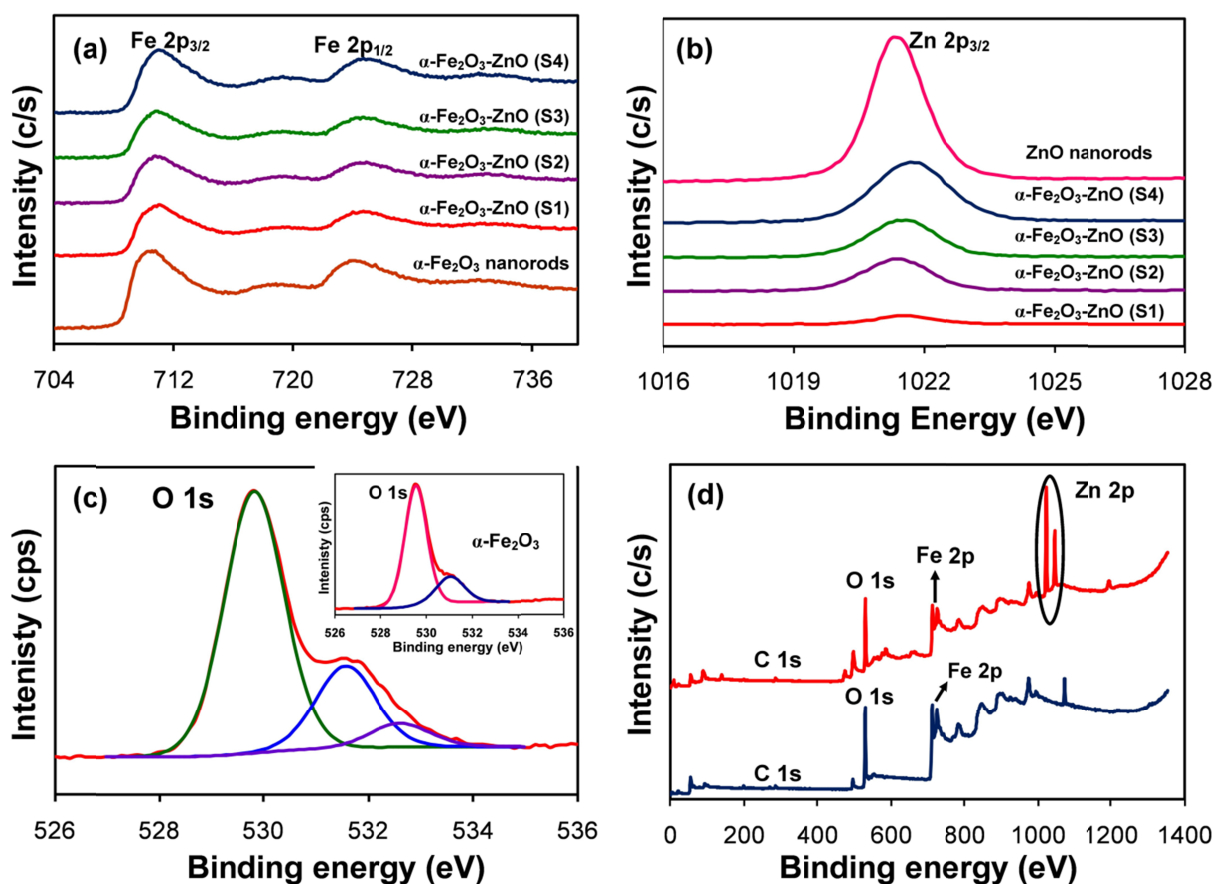 (a)
Fe 2p3/2
Fe 2p1/2
α-Fe2O3-ZnO (S4)
α-Fe2O3-ZnO (S3)
α-Fe2O3-ZnO (S2)
α-Fe2O3-ZnO (S1)
α-Fe2O3 nanorods
Intensity (c/s)
704 712 720 728 736
Binding energy (eV)
(b)
Zn 2p3/2
ZnO nanorods
α-Fe2O3-ZnO (S4)
α-Fe2O3-ZnO (S3)
α-Fe2O3-ZnO (S2)
α-Fe2O3-ZnO (S1)
Intensity (c/s)
1016 1019 1022 1025 1028
Binding Energy (eV)
(c)
O 1s
Intenisty (cps)
526 528 530 532 534 536
Binding energy (eV)
O 1s
α-Fe2O3
Intenisty (cps)
526 528 530 532 534 536
Binding energy (eV)
(d)
Zn 2p
Fe 2p
O 1s
C 1s
Fe 2p
O 1s
C 1s
Intensity (c/s)
0 200 400 600 800 1000 1200 1400
Binding energy (eV)